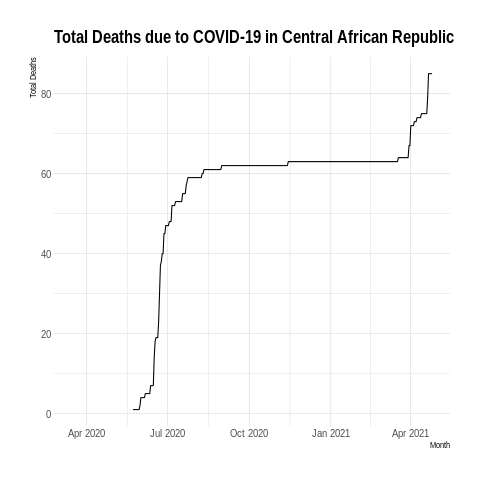 Total Deaths due to COVID-19 in Central African Republic
Total Deaths
80
60
40
20
0
Apr 2020 Jul 2020 Oct 2020 Jan 2021 Apr 2021
Month